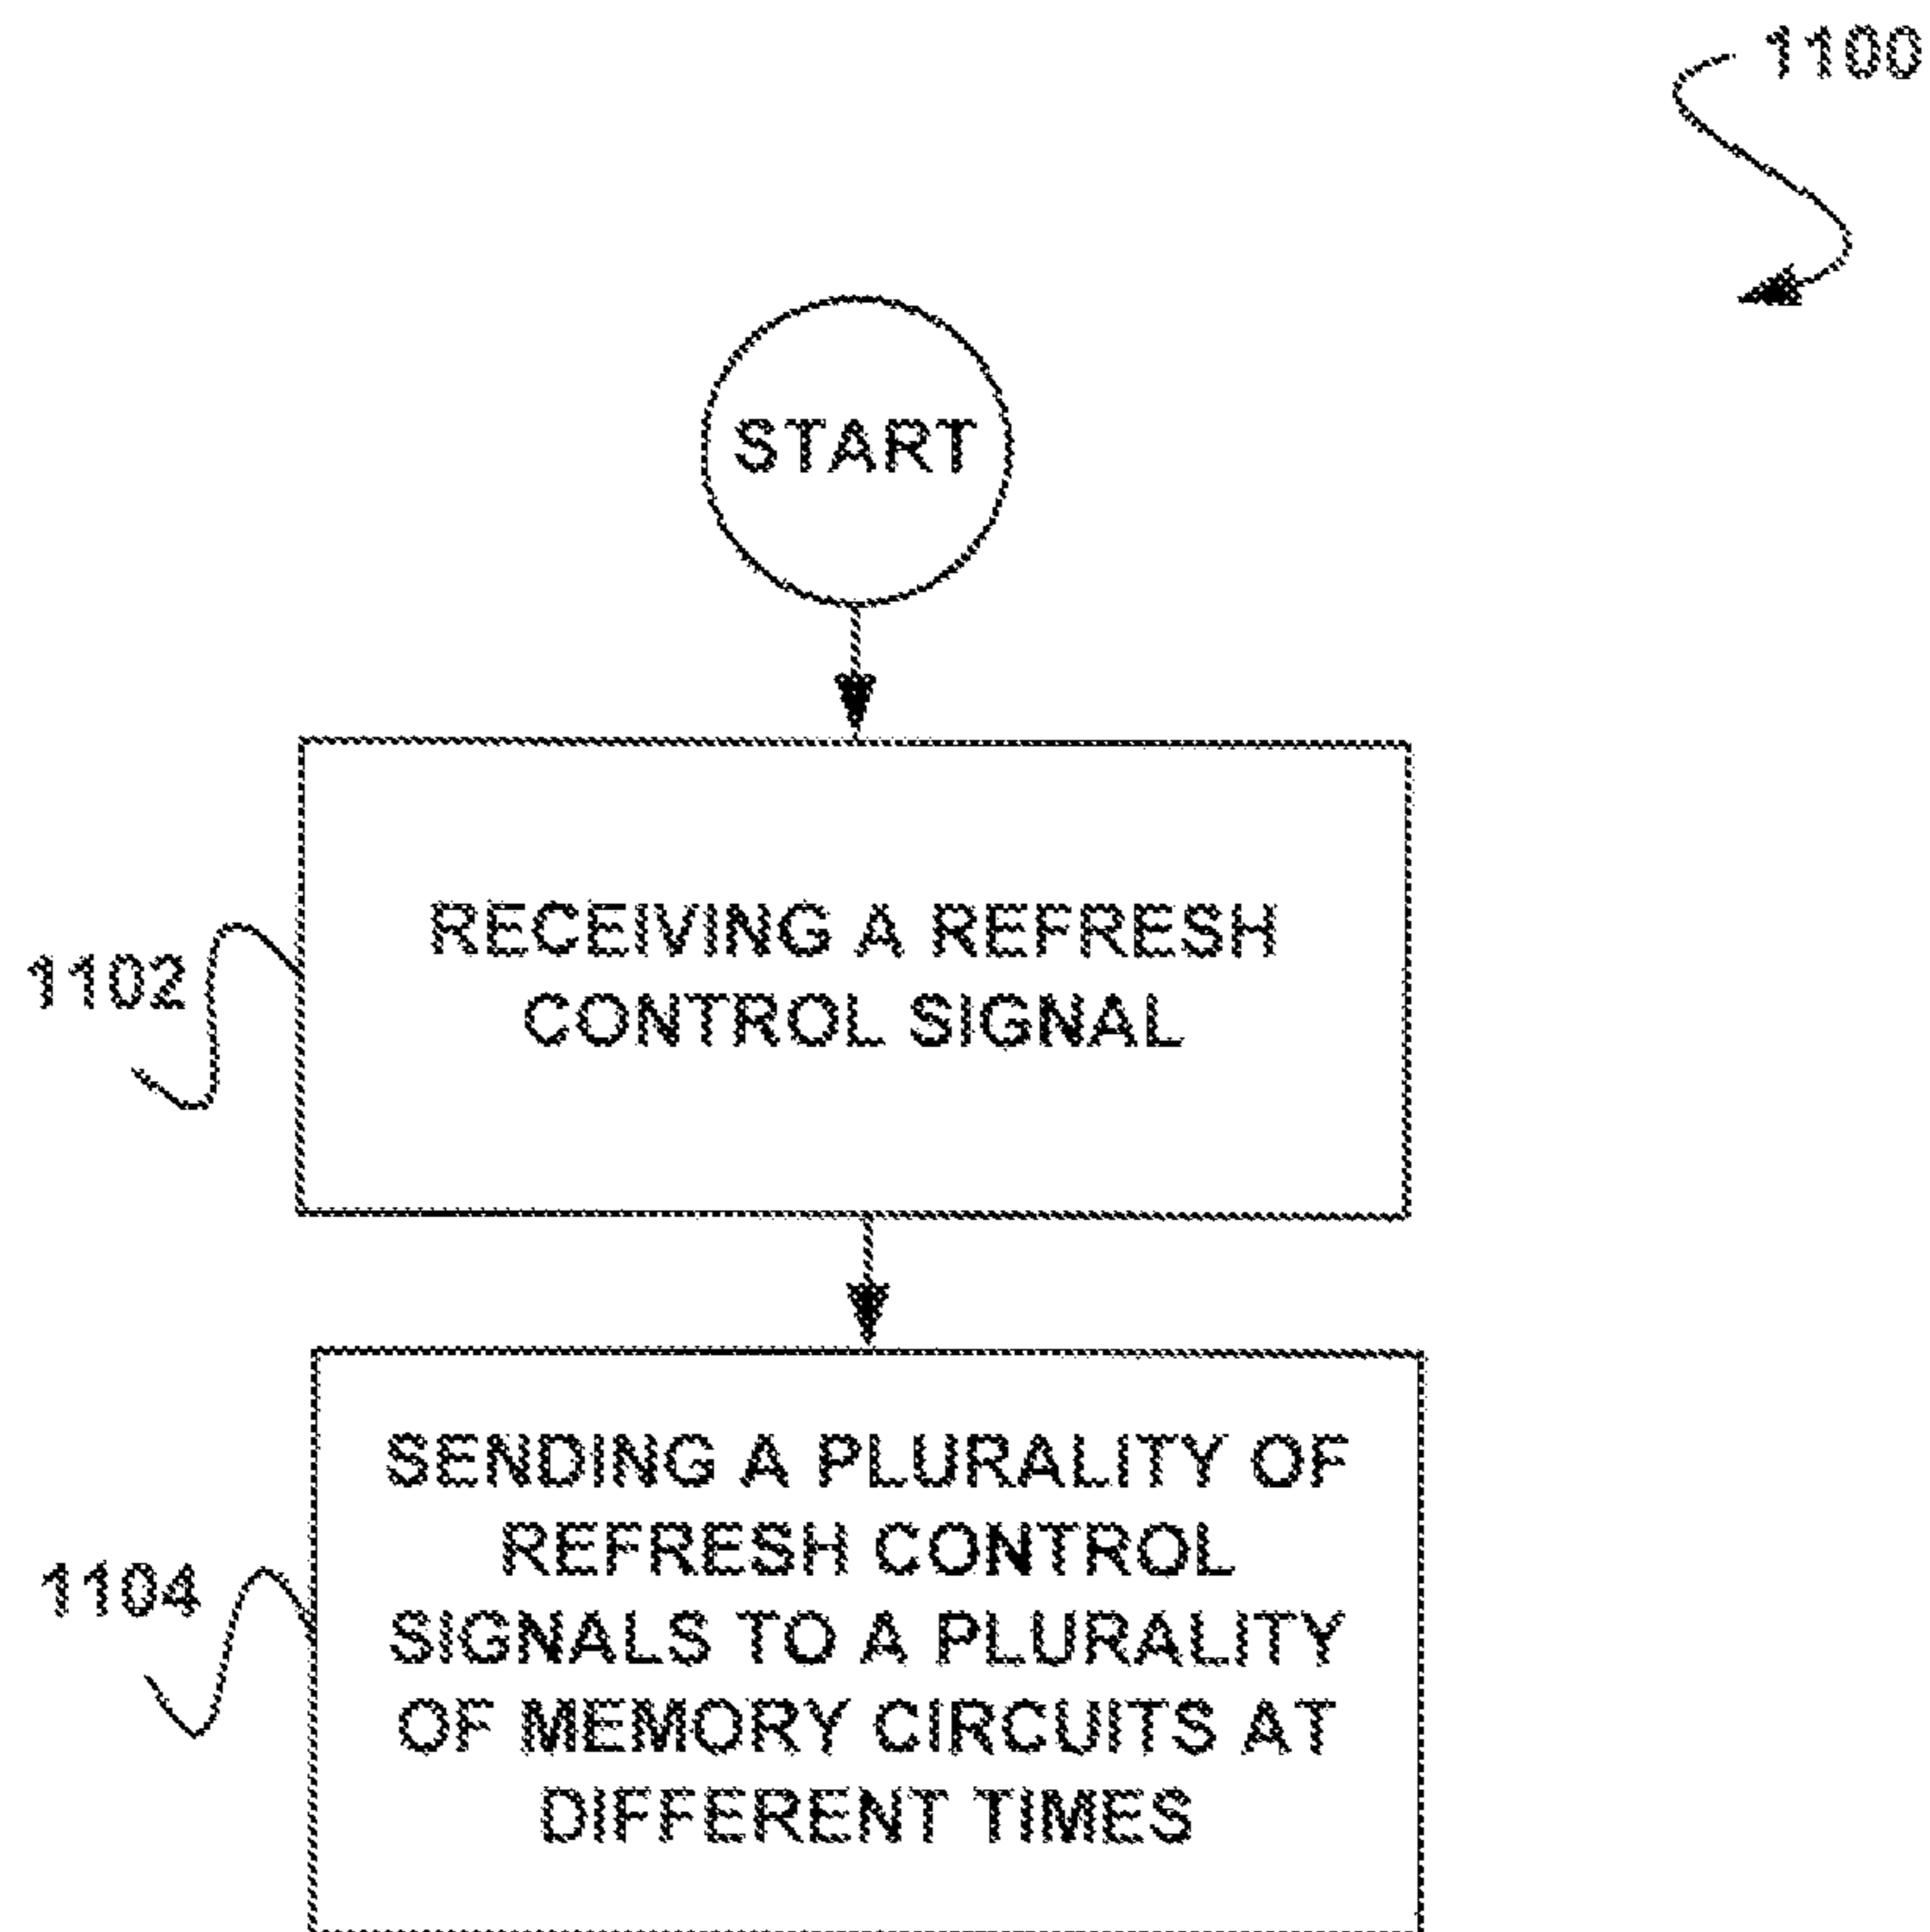 1100
START
RECEIVING A REFRESH
CONTROL SIGNAL
1102
SENDING A PLURALITY OF
REFRESH CONTROL
SIGNALS TO A PLURALITY
OF MEMORY CIRCUITS AT
DIFFERENT TIMES
1104